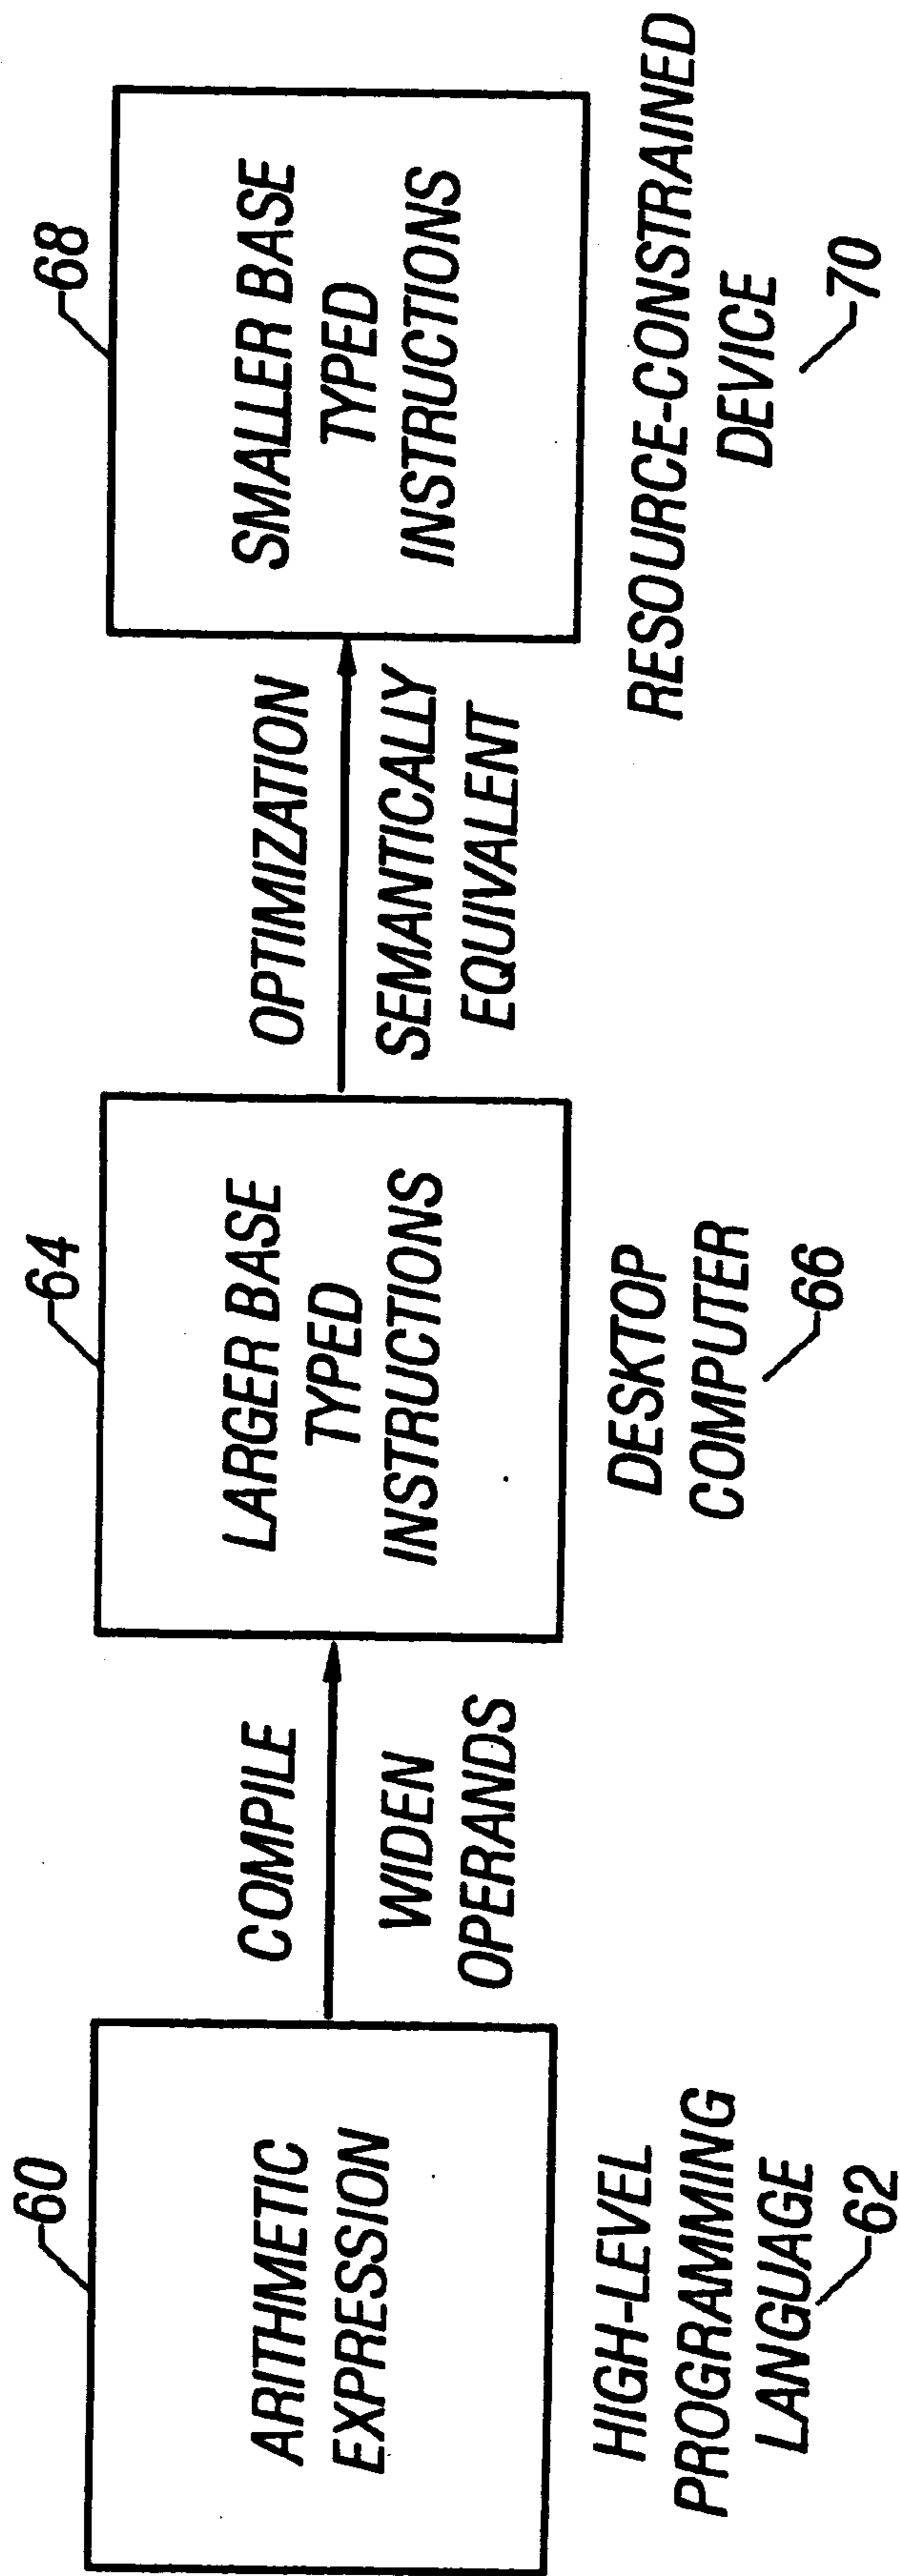 60
ARITHMETIC
EXPRESSION
HIGH-LEVEL
PROGRAMMING
LANGUAGE
62
COMPILE
WIDEN
OPERANDS
64
LARGER BASE
TYPED
INSTRUCTIONS
DESKTOP
COMPUTER
66
OPTIMIZATION
SEMANTICALLY
EQUIVALENT
68
SMALLER BASE
TYPED
INSTRUCTIONS
RESOURCE-CONSTRAINED
DEVICE
70